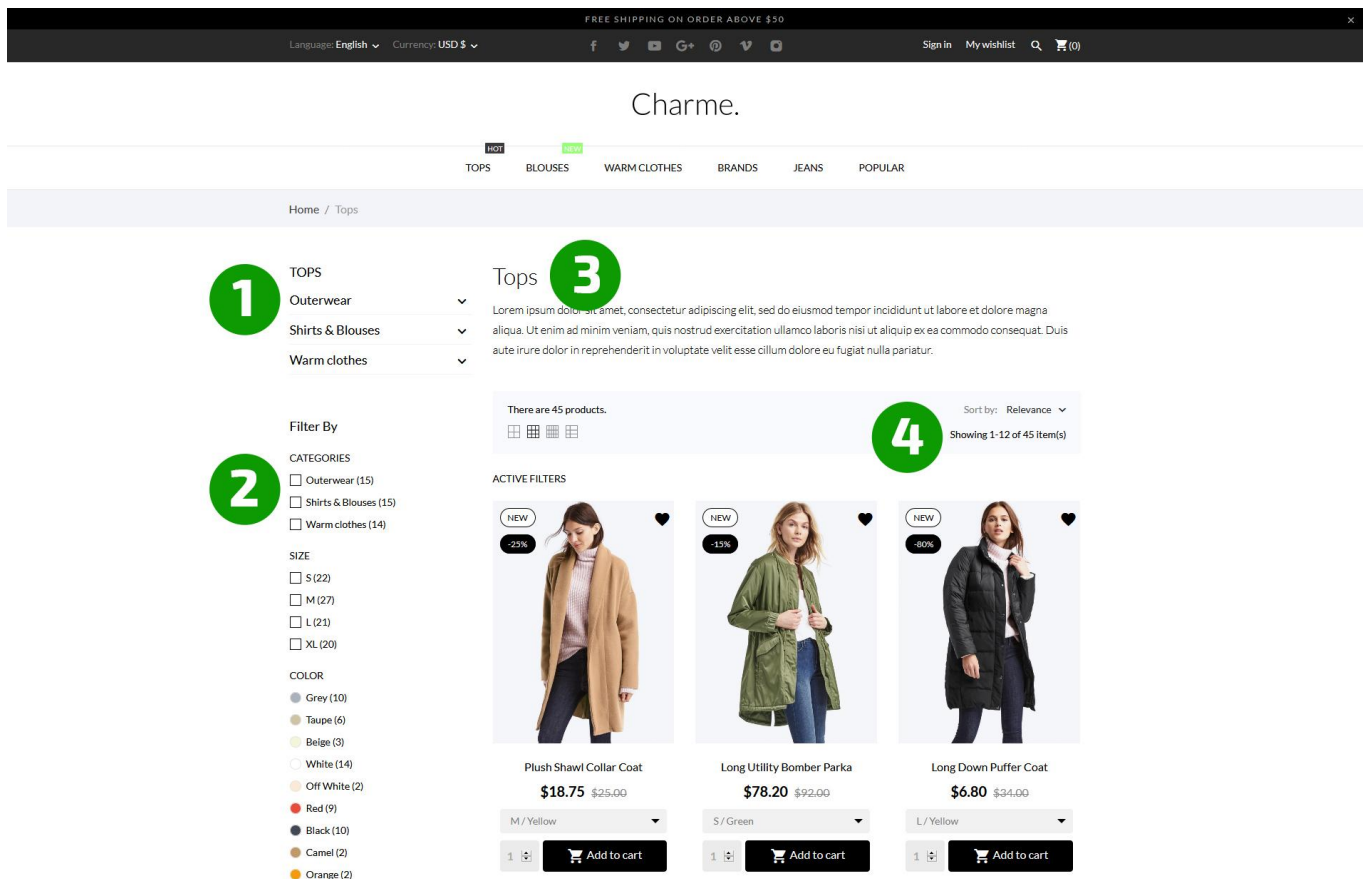 FREE SHIPPING ON ORDER ABOVE $50
Language: English Currency: USD $
Sign in My wishlist (0)
Charme.
HOT NEW
TOPS BLOUSES WARM CLOTHES BRANDS JEANS POPULAR
Home / Tops
1
TOPS
Outerwear
Shirts & Blouses
Warm clothes
2
Filter By
CATEGORIES
Outerwear (15)
Shirts & Blouses (15)
Warm clothes (14)
SIZE
S (22)
M (27)
L (21)
XL (20)
COLOR
Grey (10)
Taupe (6)
Beige (3)
White (14)
Off White (2)
Red (9)
Black (10)
Camel (2)
Orange (2)
Tops
3
Lorem ipsum dolor sit amet, consectetur adipiscing elit, sed do eiusmod tempor incididunt ut labore et dolore magna
aliqua. Ut enim ad minim veniam, quis nostrud exercitation ullamco laboris nisi ut aliquip ex ea commodo consequat. Duis
aute irure dolor in reprehenderit in voluptate velit esse cillum dolore eu fugiat nulla pariatur.
There are 45 products.
4
Sort by: Relevance
Showing 1-12 of 45 item(s)
ACTIVE FILTERS
NEW
-25%
Plush Shawl Collar Coat
$18.75 $25.00
M / Yellow
1 Add to cart
NEW
-15%
Long Utility Bomber Parka
$78.20 $92.00
S / Green
1 Add to cart
NEW
-80%
Long Down Puffer Coat
$6.80 $34.00
L / Yellow
1 Add to cart